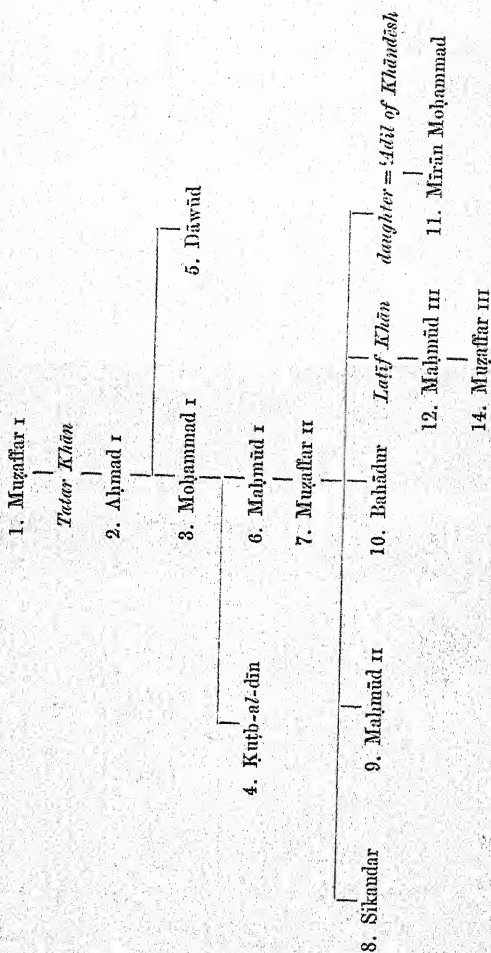 1. Muẓaffar I
Tatar Khān
2. Aḥmad I
3. Moḥammad I
5. Dāwūd
4. Ḳuṭb-al-dīn
6. Maḥmūd I
7. Muẓaffar II
8. Sikandar
9. Maḥmūd II
10. Bahādur
Laṭīf Khān
daughter = ʿĀdil of Khāndēsh
12. Maḥmūd III
11. Mīrān Moḥammad
14. Muẓaffar III